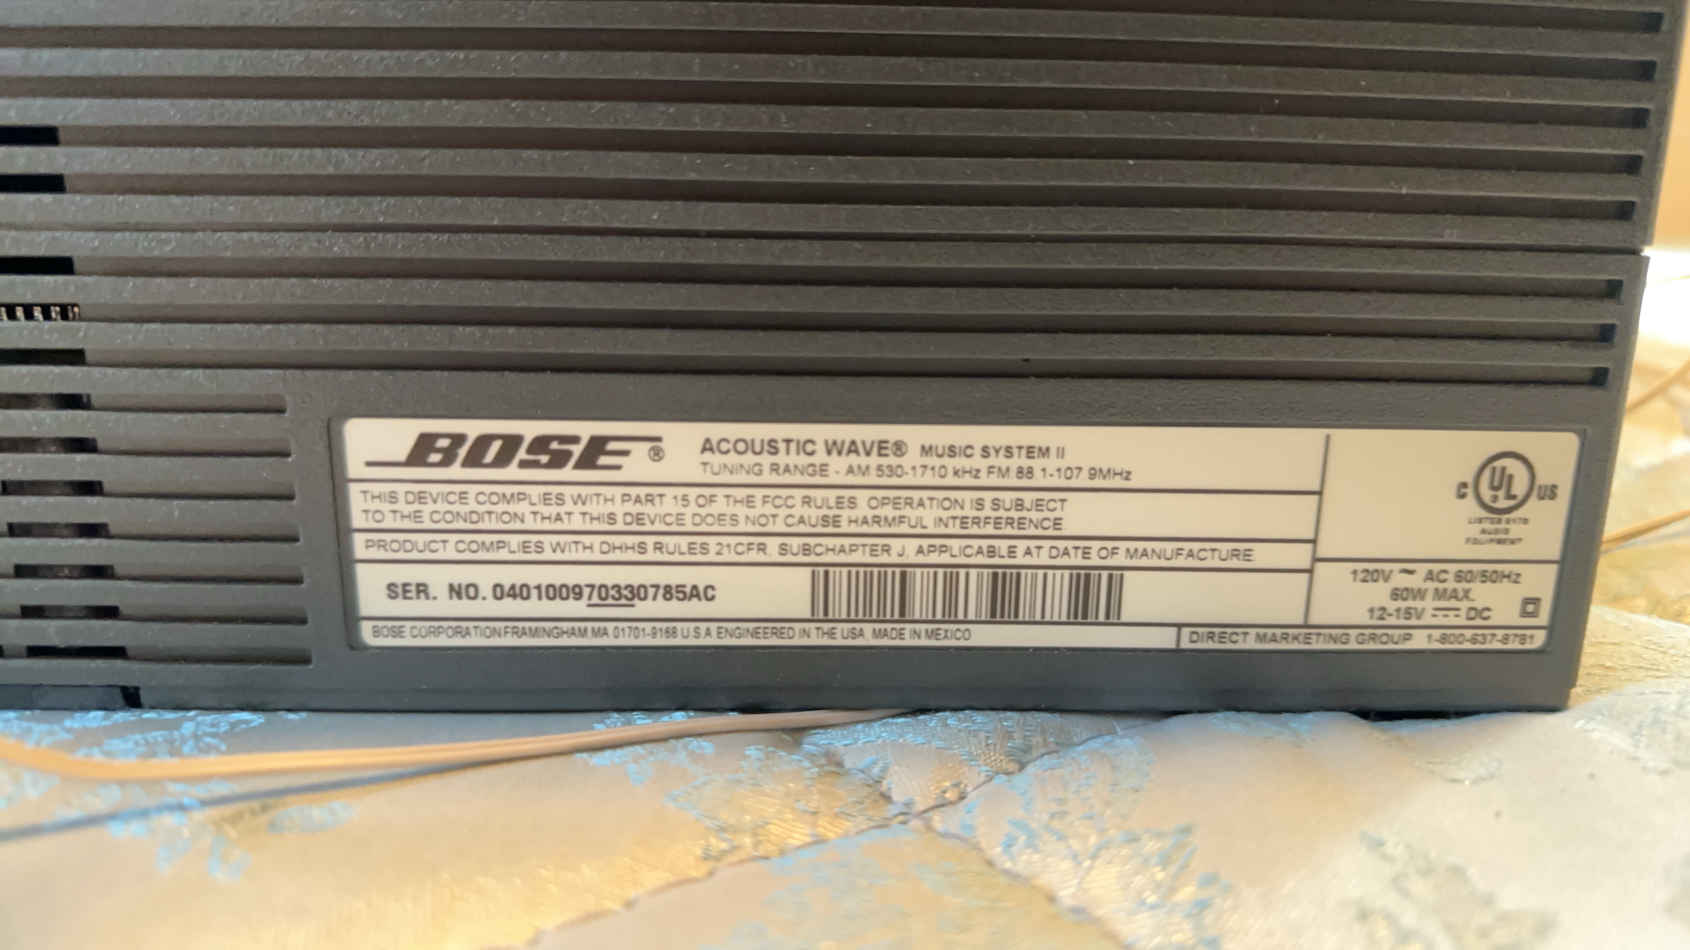 BOSE®
ACOUSTIC WAVE® MUSIC SYSTEM II
TUNING RANGE - AM 530-1710 kHz FM 88.1-107.9MHz
THIS DEVICE COMPLIES WITH PART 15 OF THE FCC RULES. OPERATION IS SUBJECT
TO THE CONDITION THAT THIS DEVICE DOES NOT CAUSE HARMFUL INTERFERENCE.
PRODUCT COMPLIES WITH DHHS RULES 21CFR, SUBCHAPTER J, APPLICABLE AT DATE OF MANUFACTURE.
SER. NO. 040100970330785AC
BOSE CORPORATION FRAMINGHAM, MA 01701-9168 U.S.A. ENGINEERED IN THE USA, MADE IN MEXICO
C UL US
LISTED 917D
AUDIO
EQUIPMENT
120V ~ AC 60/50Hz
60W MAX.
12-15V ⎓ DC
DIRECT MARKETING GROUP 1-800-637-8781